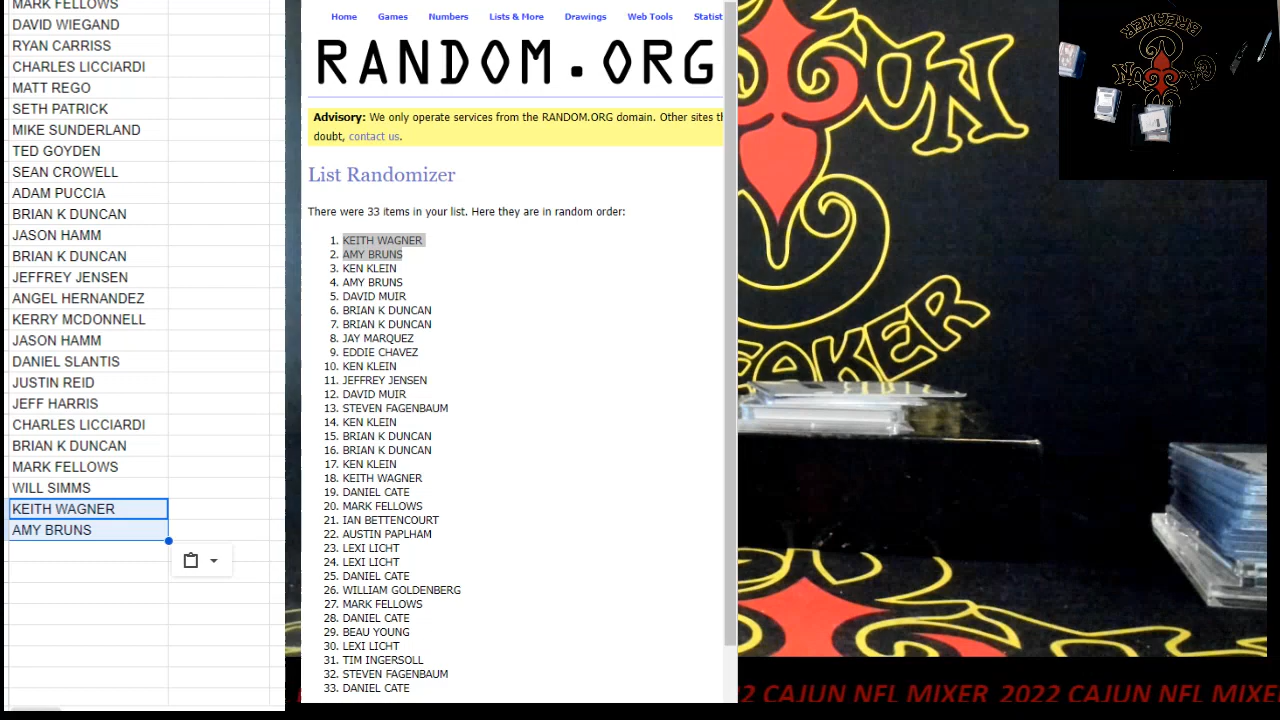 MARK FELLOWS
DAVID WIEGAND
RYAN CARRISS
CHARLES LICCIARDI
MATT REGO
SETH PATRICK
MIKE SUNDERLAND
TED GOYDEN
SEAN CROWELL
ADAM PUCCIA
BRIAN K DUNCAN
JASON HAMM
BRIAN K DUNCAN
JEFFREY JENSEN
ANGEL HERNANDEZ
KERRY MCDONNELL
JASON HAMM
DANIEL SLANTIS
JUSTIN REID
JEFF HARRIS
CHARLES LICCIARDI
BRIAN K DUNCAN
MARK FELLOWS
WILL SIMMS
KEITH WAGNER
AMY BRUNS
Home Games Numbers Lists & More Drawings Web Tools Statist
RANDOM.ORG
Advisory: We only operate services from the RANDOM.ORG domain. Other sites th
doubt, contact us.
List Randomizer
There were 33 items in your list. Here they are in random order:
1. KEITH WAGNER
2. AMY BRUNS
3. KEN KLEIN
4. AMY BRUNS
5. DAVID MUIR
6. BRIAN K DUNCAN
7. BRIAN K DUNCAN
8. JAY MARQUEZ
9. EDDIE CHAVEZ
10. KEN KLEIN
11. JEFFREY JENSEN
12. DAVID MUIR
13. STEVEN FAGENBAUM
14. KEN KLEIN
15. BRIAN K DUNCAN
16. BRIAN K DUNCAN
17. KEN KLEIN
18. KEITH WAGNER
19. DANIEL CATE
20. MARK FELLOWS
21. IAN BETTENCOURT
22. AUSTIN PAPLHAM
23. LEXI LICHT
24. LEXI LICHT
25. DANIEL CATE
26. WILLIAM GOLDENBERG
27. MARK FELLOWS
28. DANIEL CATE
29. BEAU YOUNG
30. LEXI LICHT
31. TIM INGERSOLL
32. STEVEN FAGENBAUM
33. DANIEL CATE
BREAKER
2 CAJUN NFL MIXER 2022 CAJUN NFL MIXE